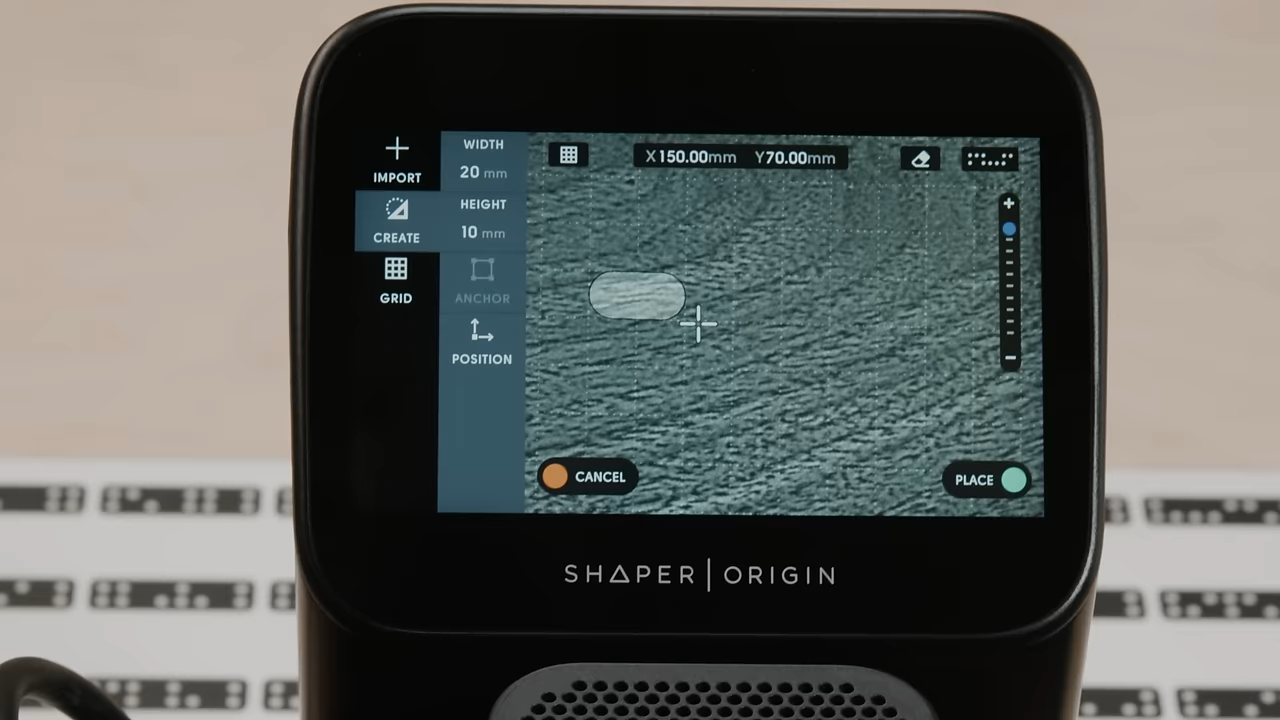 IMPORT
CREATE
GRID
WIDTH
20 mm
HEIGHT
10 mm
ANCHOR
POSITION
X150.00mm Y70.00mm
CANCEL
PLACE
SHAPER | ORIGIN